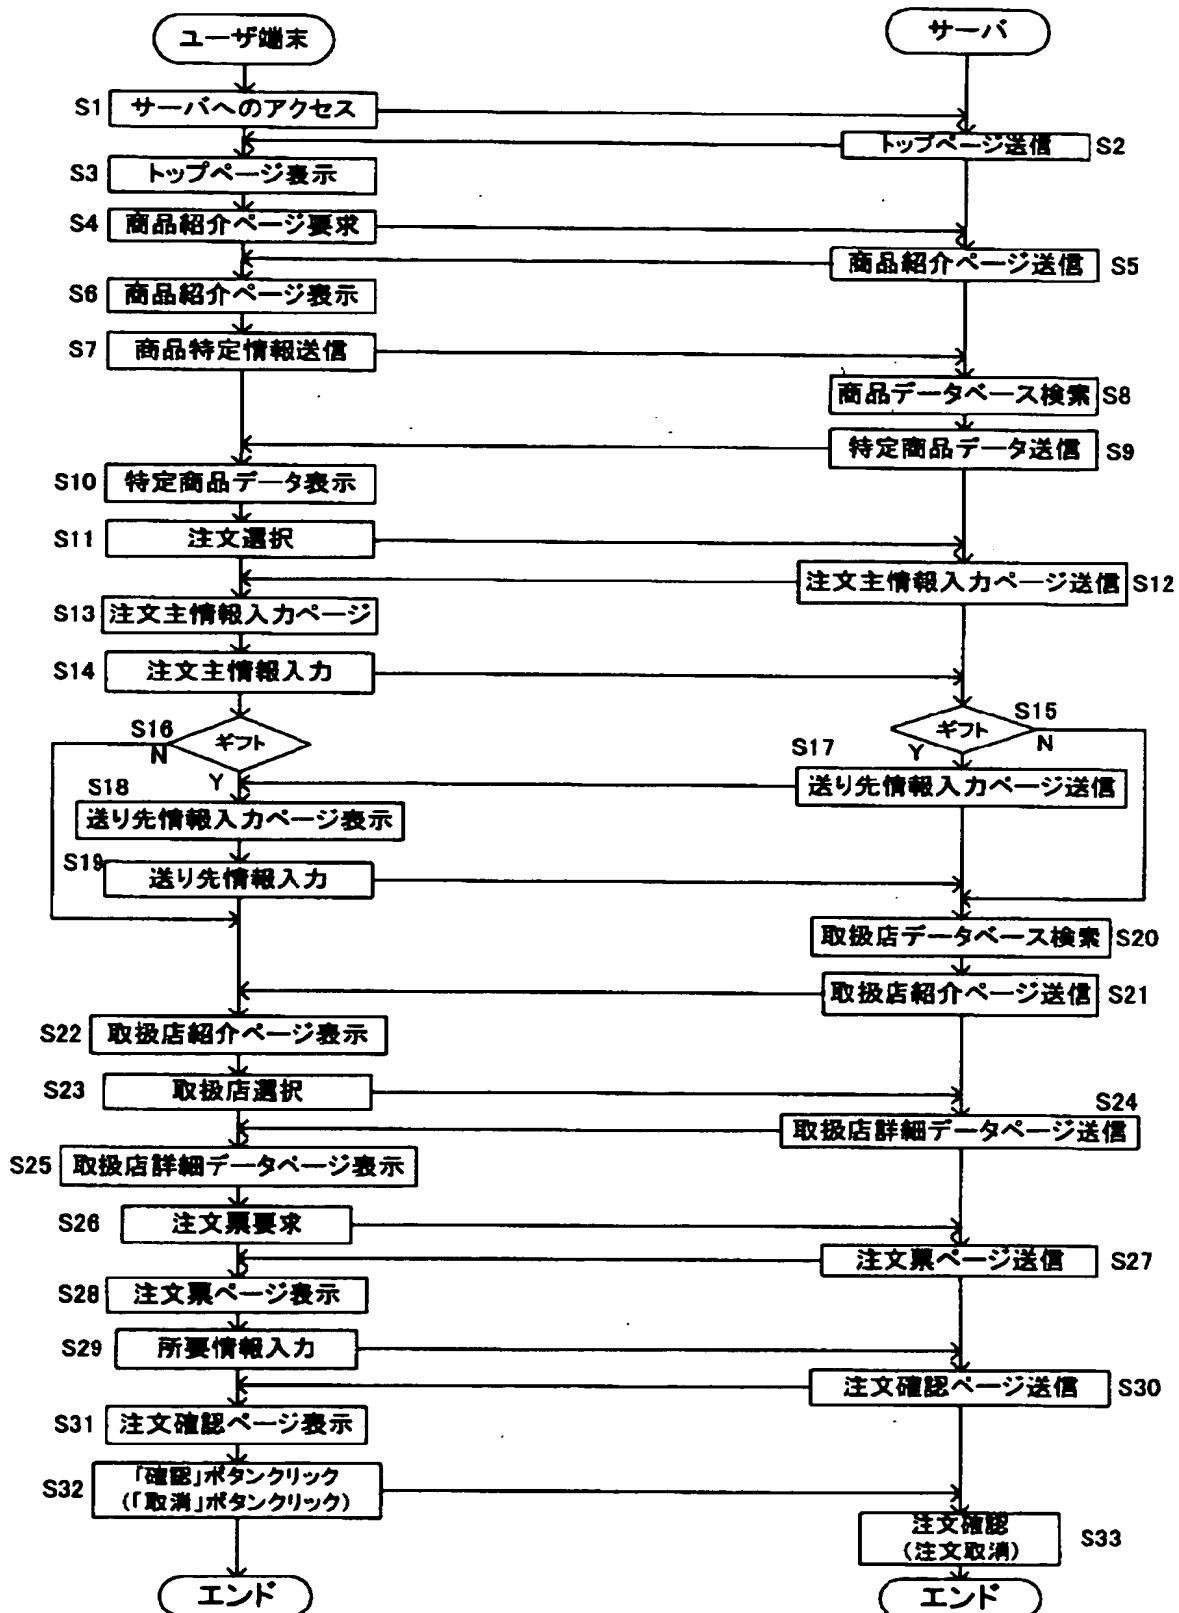 ユーザ端末
サーバ
S1 サーバへのアクセス
トップページ送信 S2
S3 トップページ表示
S4 商品紹介ページ要求
商品紹介ページ送信 S5
S6 商品紹介ページ表示
S7 商品特定情報送信
商品データベース検索 S8
特定商品データ送信 S9
S10 特定商品データ表示
S11 注文選択
注文主情報入力ページ送信 S12
S13 注文主情報入力ページ
S14 注文主情報入力
S16 ギフト N Y
S15 ギフト Y N
S17 送り先情報入力ページ送信
S18 送り先情報入力ページ表示
S19 送り先情報入力
取扱店データベース検索 S20
取扱店紹介ページ送信 S21
S22 取扱店紹介ページ表示
S23 取扱店選択
S24
取扱店詳細データページ送信
S25 取扱店詳細データページ表示
S26 注文票要求
注文票ページ送信 S27
S28 注文票ページ表示
S29 所要情報入力
注文確認ページ送信 S30
S31 注文確認ページ表示
S32 「確認」ボタンクリック
(「取消」ボタンクリック)
注文確認
(注文取消) S33
エンド
エンド